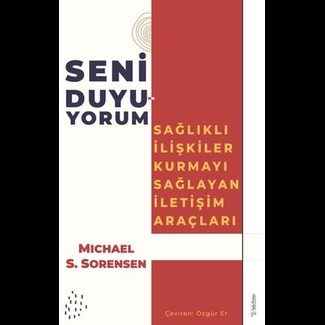 SENİ
DUYU-
YORUM
SAĞLIKLI
İLİŞKİLER
KURMAYI
SAĞLAYAN
İLETİŞİM
ARAÇLARI
MICHAEL
S. SORENSEN
Çeviren: Özgür Er